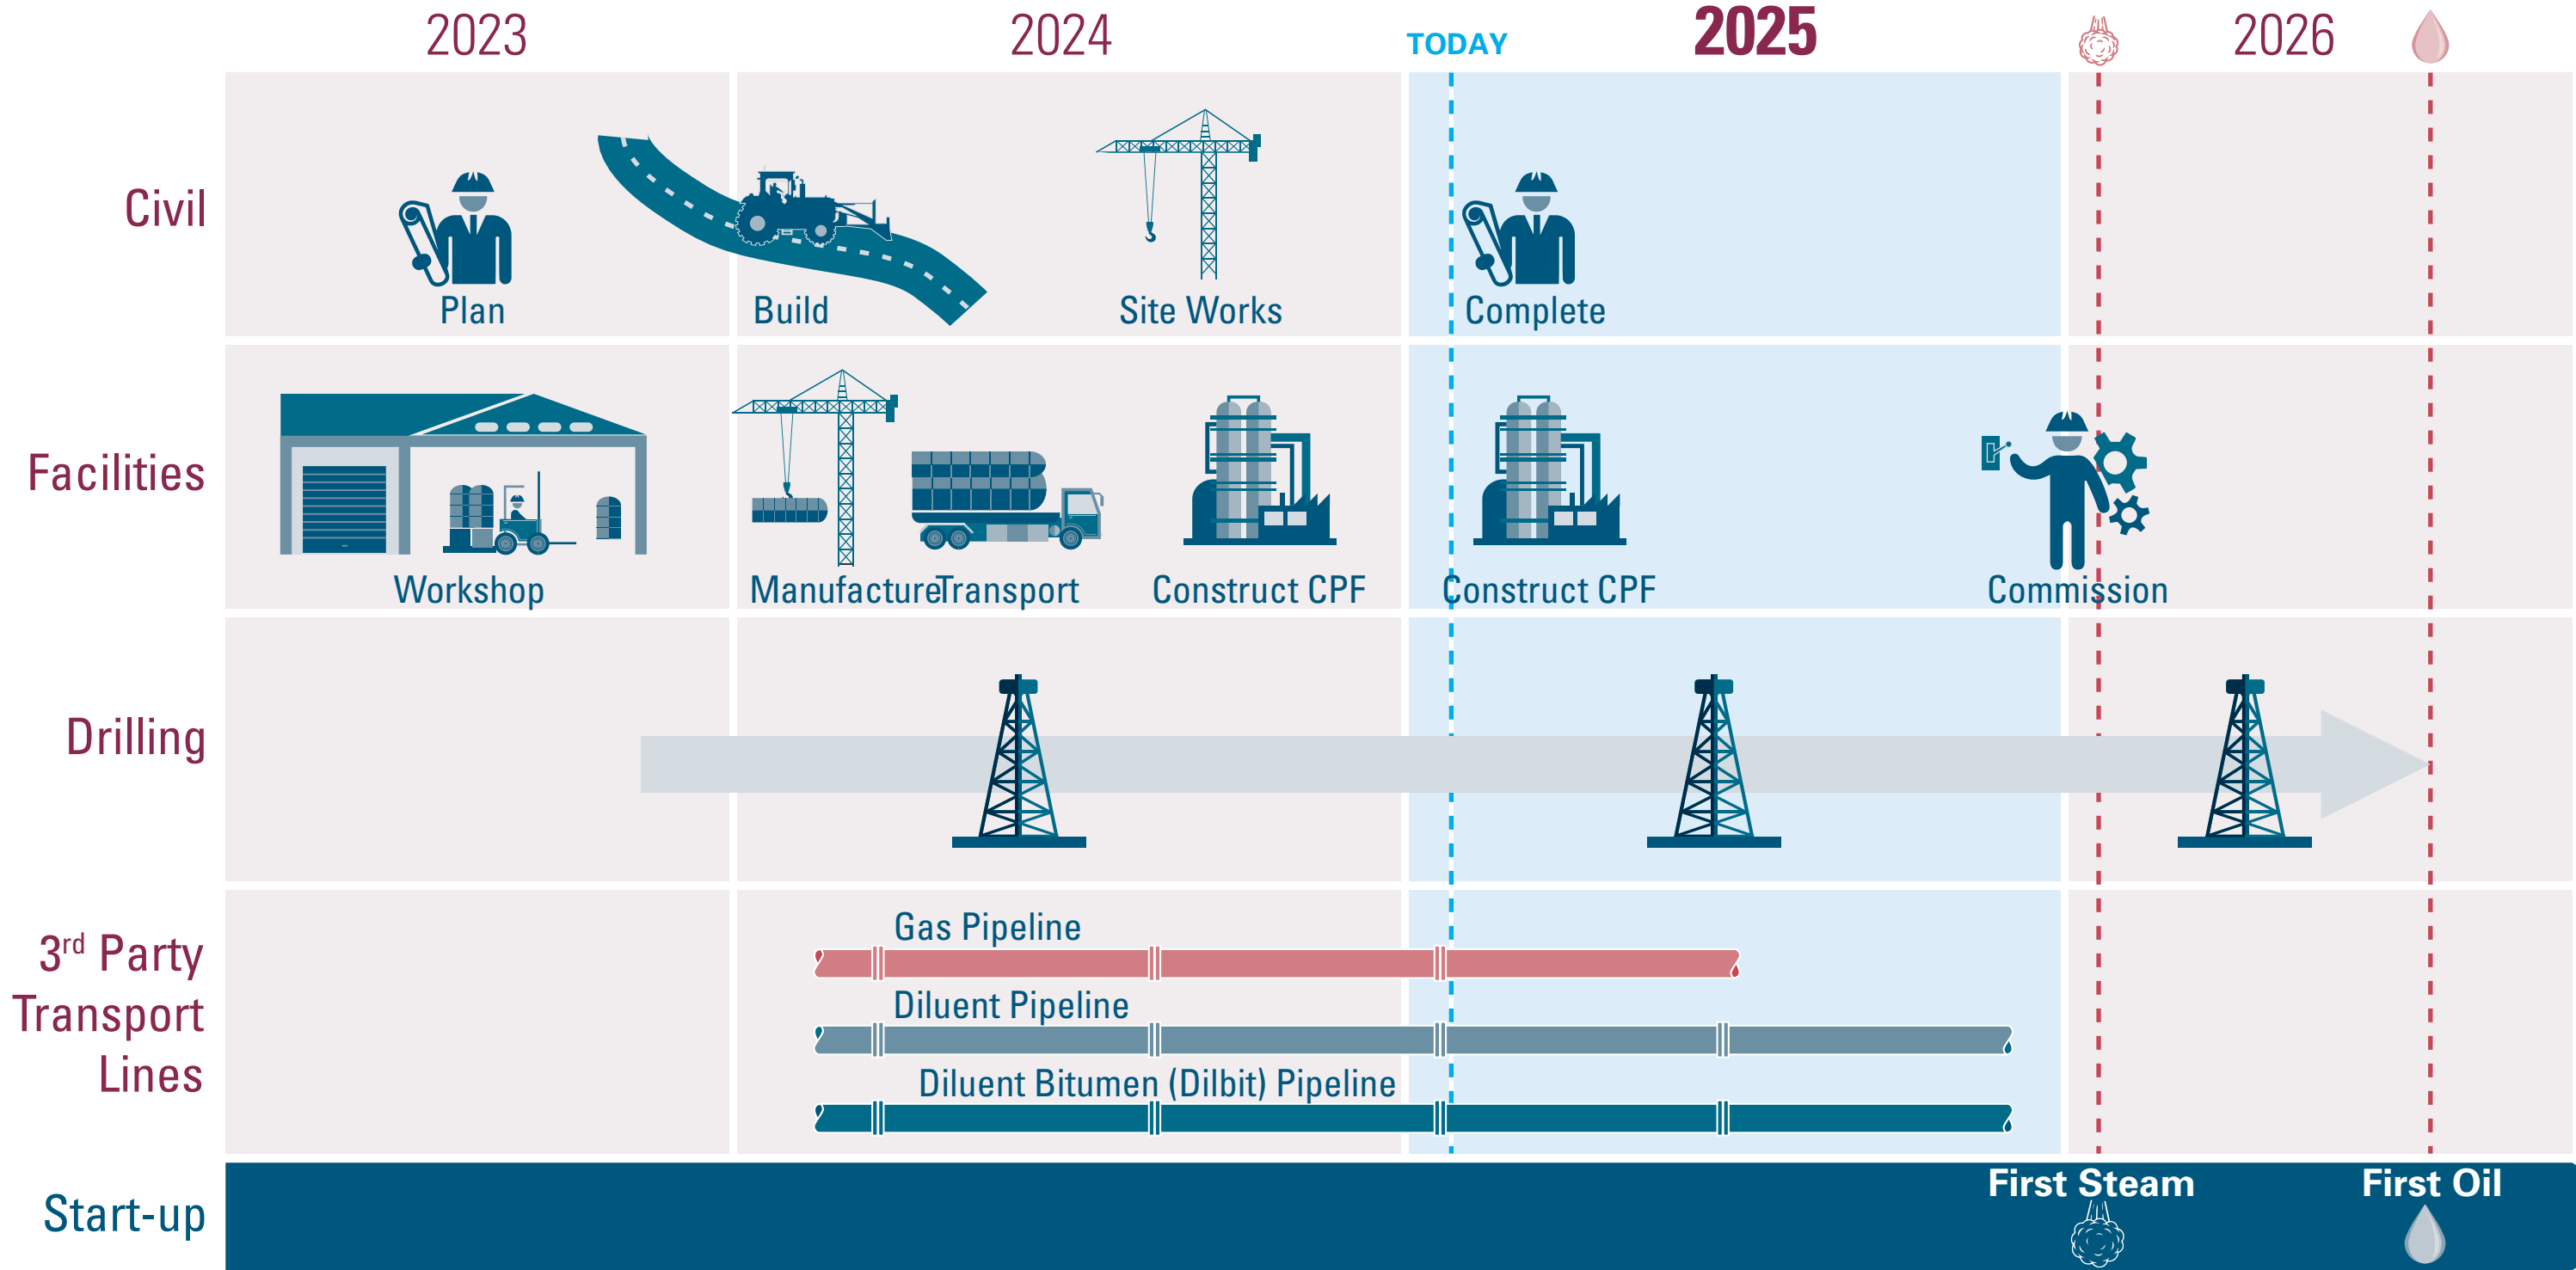 2023
2024
TODAY
2025
2026
Civil
Plan
Build
Site Works
Complete
Facilities
Workshop
Manufacture
Transport
Construct CPF
Construct CPF
Commission
Drilling
3rd Party
Transport
Lines
Gas Pipeline
Diluent Pipeline
Diluent Bitumen (Dilbit) Pipeline
Start-up
First Steam
First Oil